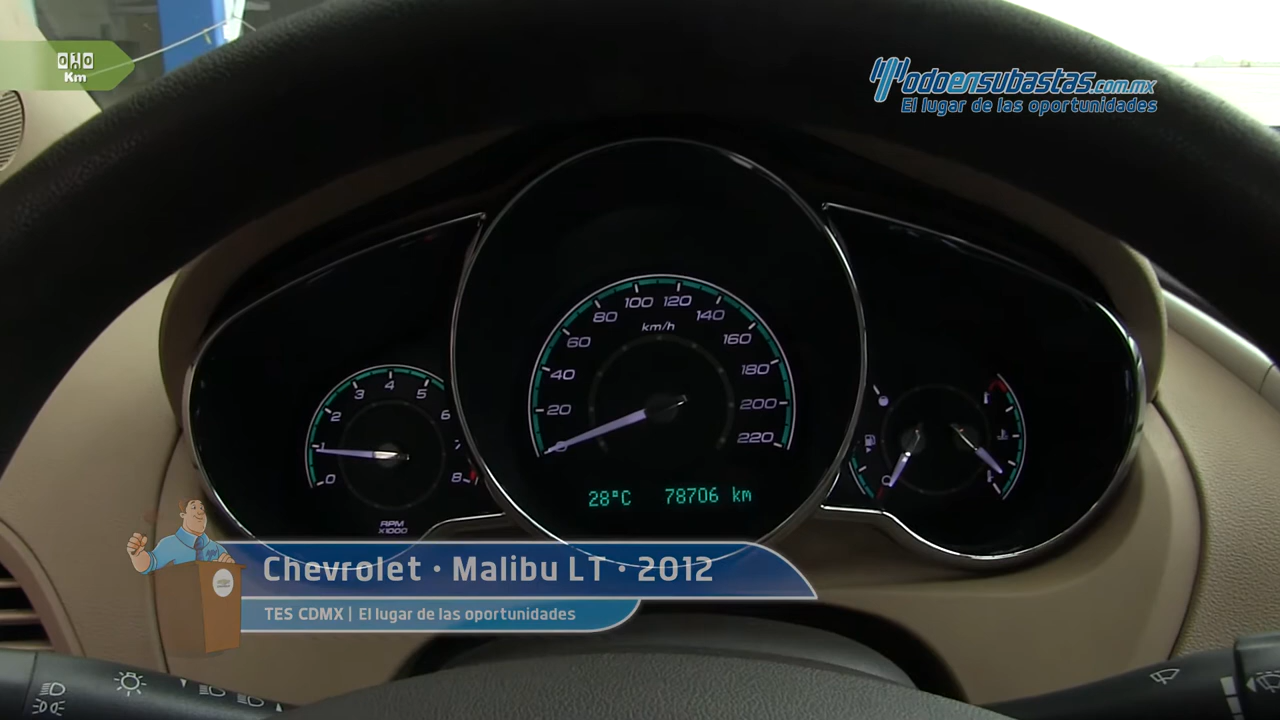 010
Km
Todoensubastas.com.mx
El lugar de las oportunidades
0 1 2 3 4 5 6 7 8
RPM
x1000
0 20 40 60 80 100 120 140 160 180 200 220
km/h
28°C 78706 km
Chevrolet • Malibu LT • 2012
TES CDMX | El lugar de las oportunidades